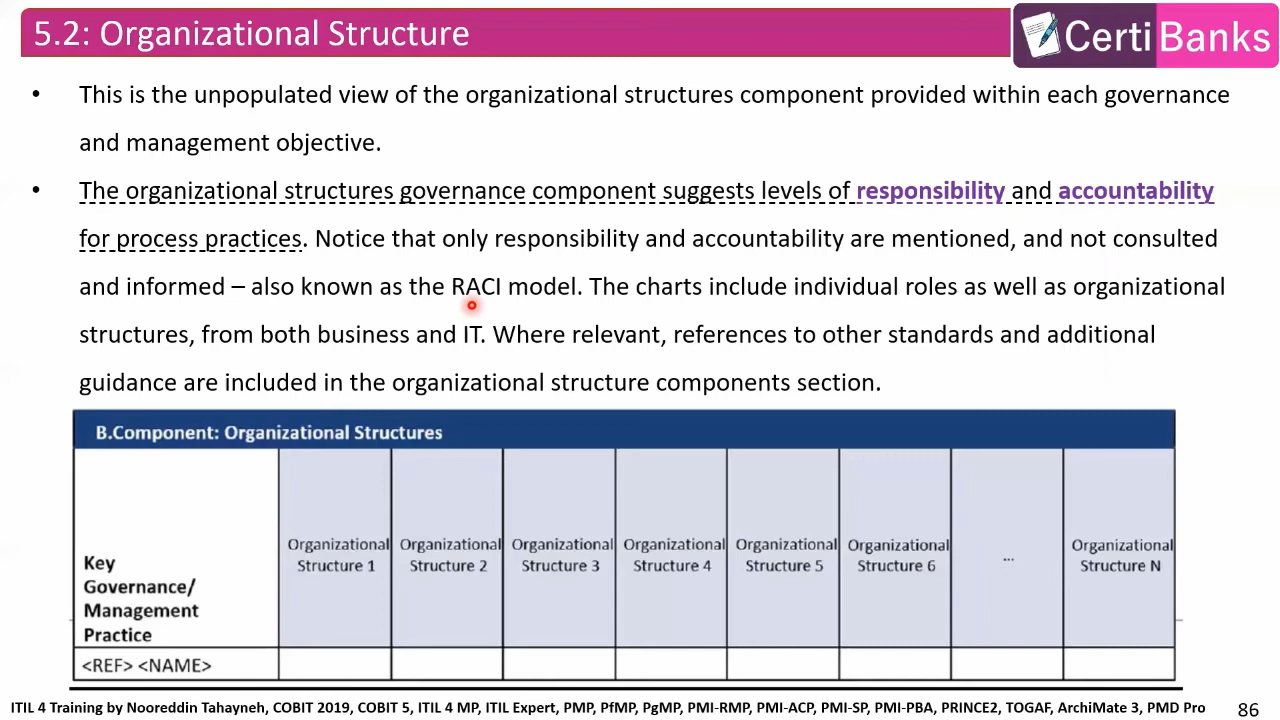 5.2: Organizational Structure
CertiBanks
• This is the unpopulated view of the organizational structures component provided within each governance
and management objective.
• The organizational structures governance component suggests levels of responsibility and accountability
for process practices. Notice that only responsibility and accountability are mentioned, and not consulted
and informed – also known as the RACI model. The charts include individual roles as well as organizational
structures, from both business and IT. Where relevant, references to other standards and additional
guidance are included in the organizational structure components section.
B.Component: Organizational Structures
Key
Governance/
Management
Practice
Organizational
Structure 1
Organizational
Structure 2
Organizational
Structure 3
Organizational
Structure 4
Organizational
Structure 5
Organizational
Structure 6
...
Organizational
Structure N
<REF> <NAME>
ITIL 4 Training by Nooreddin Tahayneh, COBIT 2019, COBIT 5, ITIL 4 MP, ITIL Expert, PMP, PfMP, PgMP, PMI-RMP, PMI-ACP, PMI-SP, PMI-PBA, PRINCE2, TOGAF, ArchiMate 3, PMD Pro
86